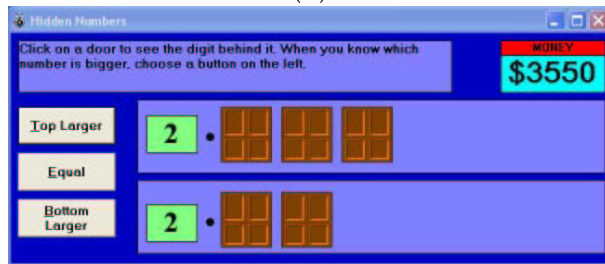 Hidden Numbers
Click on a door to see the digit behind it. When you know which
number is bigger, choose a button on the left.
MONEY
$3550
Top Larger
Equal
Bottom
Larger
2 •
2 •